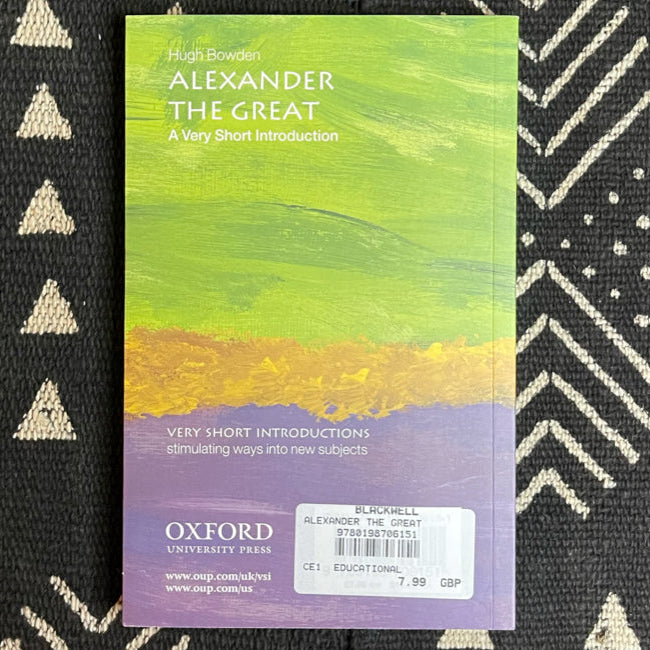 Hugh Bowden
ALEXANDER
THE GREAT
A Very Short Introduction
VERY SHORT INTRODUCTIONS
stimulating ways into new subjects
OXFORD
UNIVERSITY PRESS
www.oup.com/uk/vsi
www.oup.com/us
BLACKWELL
ALEXANDER THE GREAT
9780198706151
CE1 EDUCATIONAL
7.99 GBP